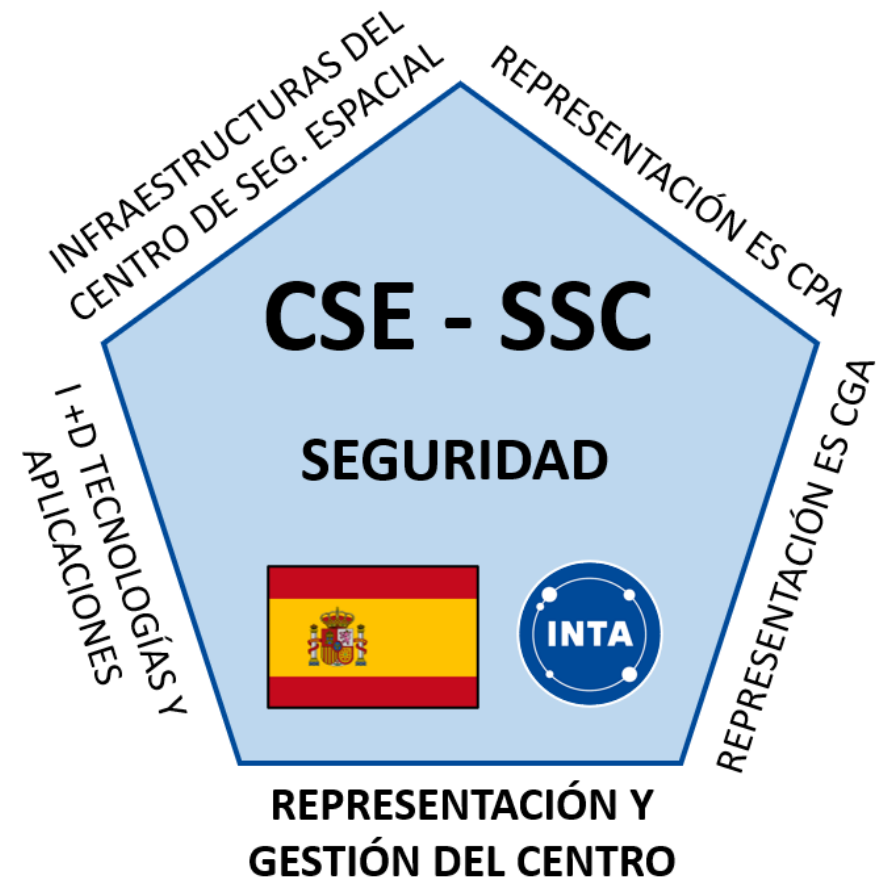 INFRAESTRUCTURAS DEL
CENTRO DE SEG. ESPACIAL
REPRESENTACIÓN ES CPA
CSE - SSC
SEGURIDAD
I +D TECNOLOGÍAS Y
APLICACIONES
REPRESENTACIÓN ES CGA
INTA
REPRESENTACIÓN Y
GESTIÓN DEL CENTRO